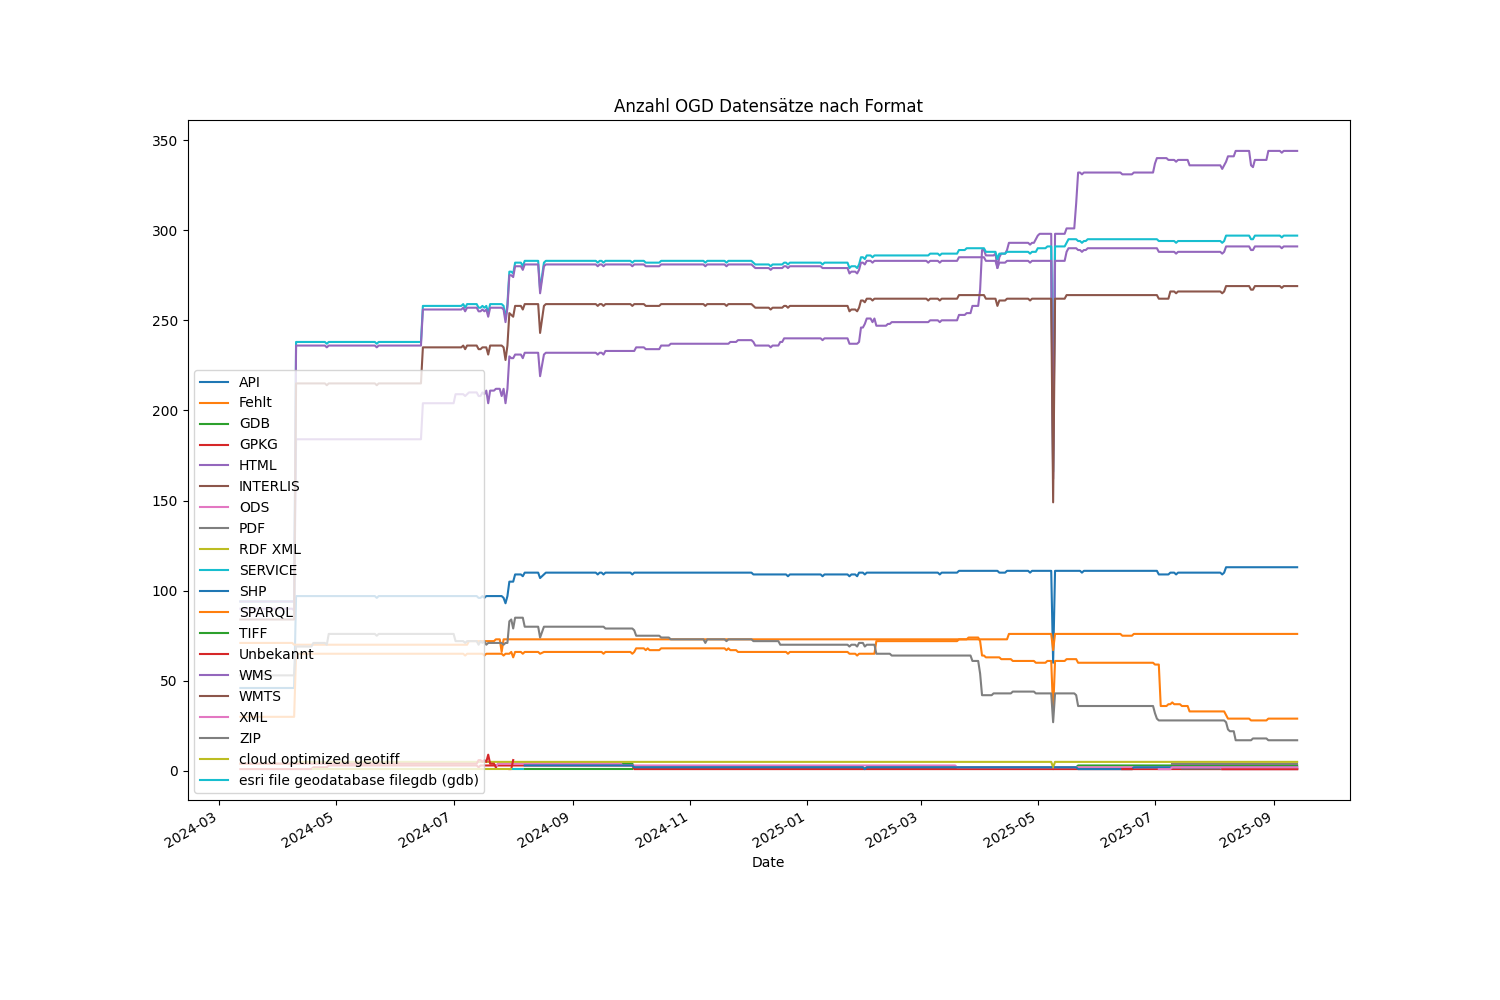 Anzahl OGD Datensätze nach Format
350
300
250
200
150
100
50
0
API
Fehlt
GDB
GPKG
HTML
INTERLIS
ODS
PDF
RDF XML
SERVICE
SHP
SPARQL
TIFF
Unbekannt
WMS
WMTS
XML
ZIP
cloud optimized geotiff
esri file geodatabase filegdb (gdb)
2024-03
2024-05
2024-07
2024-09
2024-11
2025-01
2025-03
2025-05
2025-07
2025-09
Date